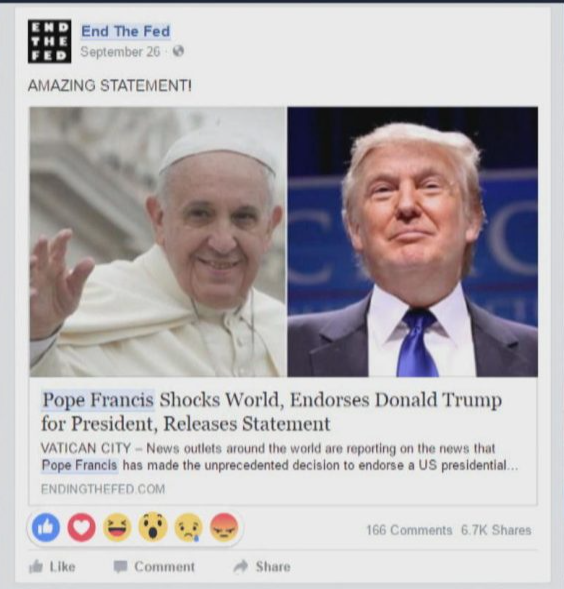 END
THE
FED
End The Fed
September 26 ·
AMAZING STATEMENT!
C
C
Pope Francis Shocks World, Endorses Donald Trump
for President, Releases Statement
VATICAN CITY – News outlets around the world are reporting on the news that
Pope Francis has made the unprecedented decision to endorse a US presidential...
ENDINGTHEFED.COM
166 Comments 6.7K Shares
Like Comment Share